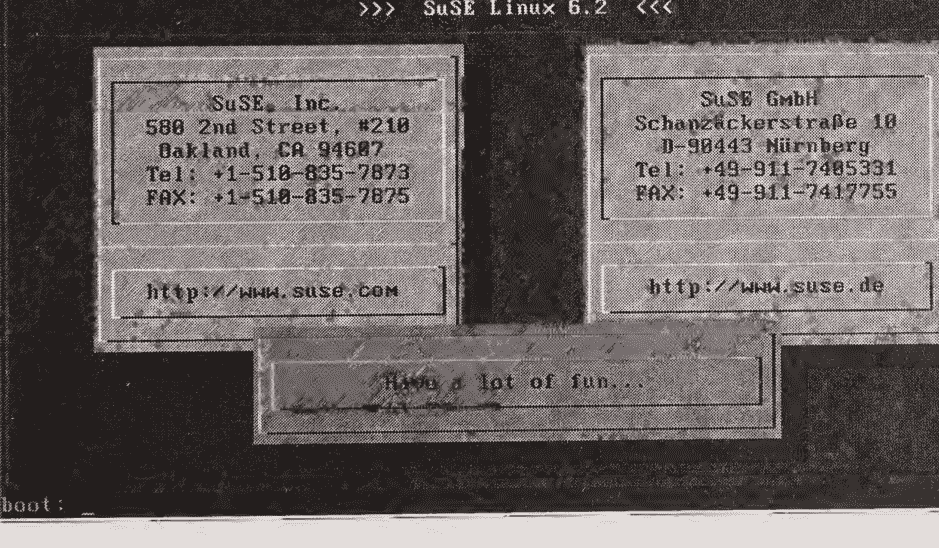 >>> SuSE Linux 6.2 <<<
SuSE, Inc.
580 2nd Street, #210
Oakland, CA 94607
Tel: +1-510-835-7873
FAX: +1-510-835-7875
http://www.suse.com
SuSE GmbH
Schanzäckerstraße 10
D-90443 Nürnberg
Tel: +49-911-7405331
FAX: +49-911-7417755
http://www.suse.de
Have a lot of fun...
boot: _